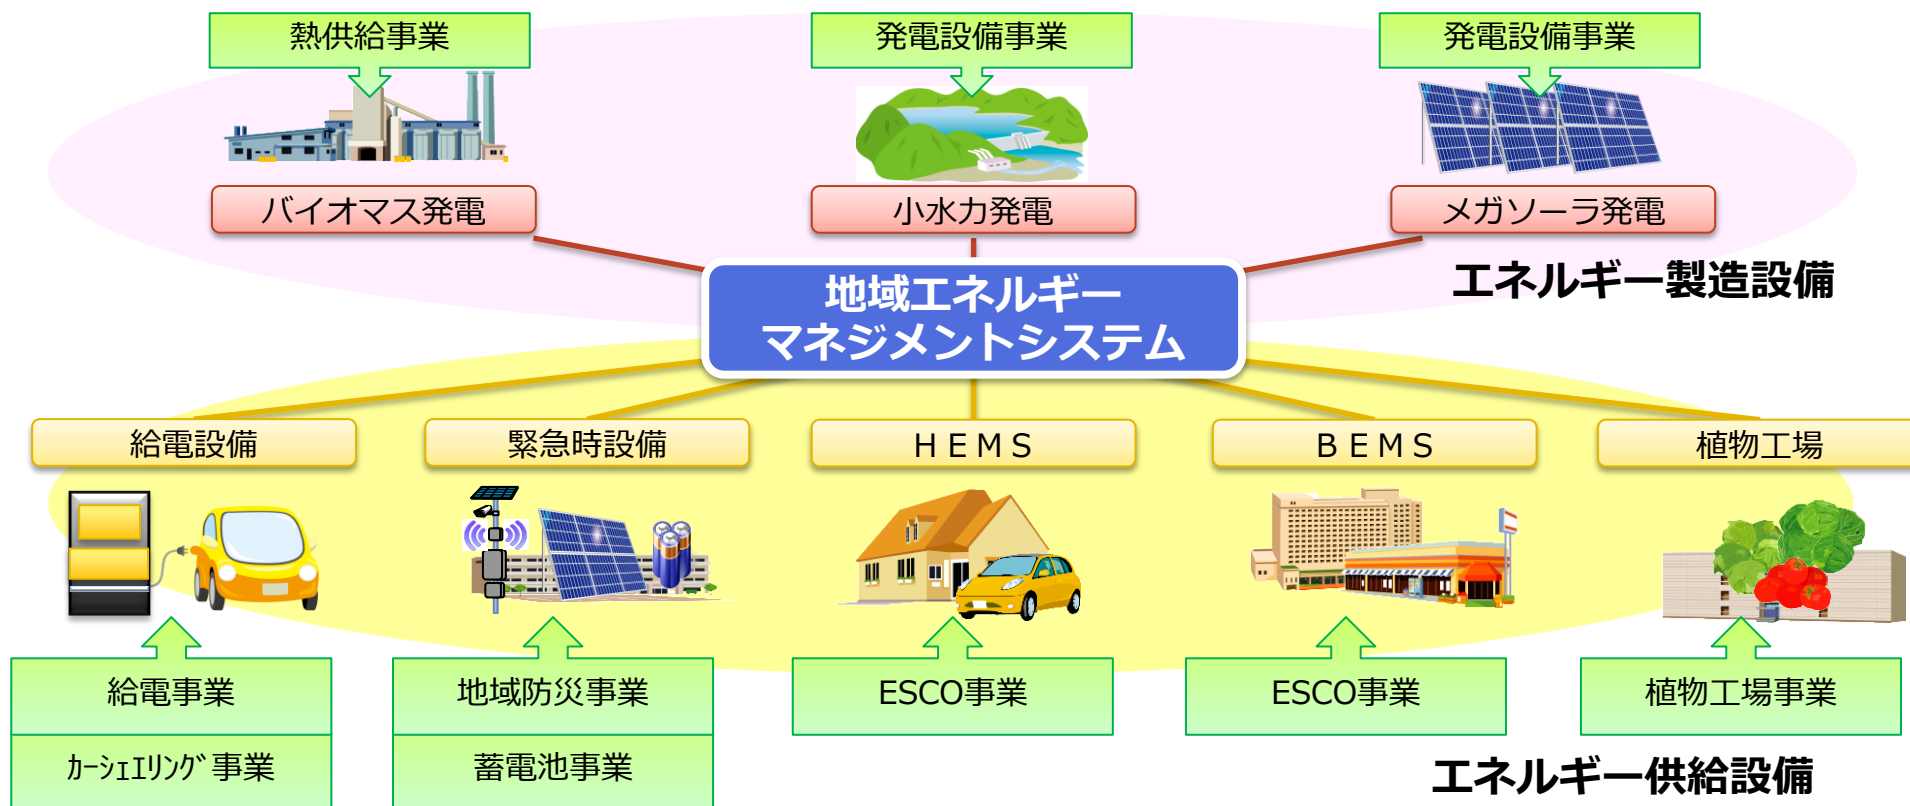 熱供給事業
発電設備事業
発電設備事業
バイオマス発電
小水力発電
メガソーラ発電
エネルギー製造設備
地域エネルギー
マネジメントシステム
給電設備
緊急時設備
ＨＥＭＳ
ＢＥＭＳ
植物工場
給電事業
地域防災事業
ESCO事業
ESCO事業
植物工場事業
ｶｰｼｪｴﾘﾝｸﾞ事業
蓄電池事業
エネルギー供給設備